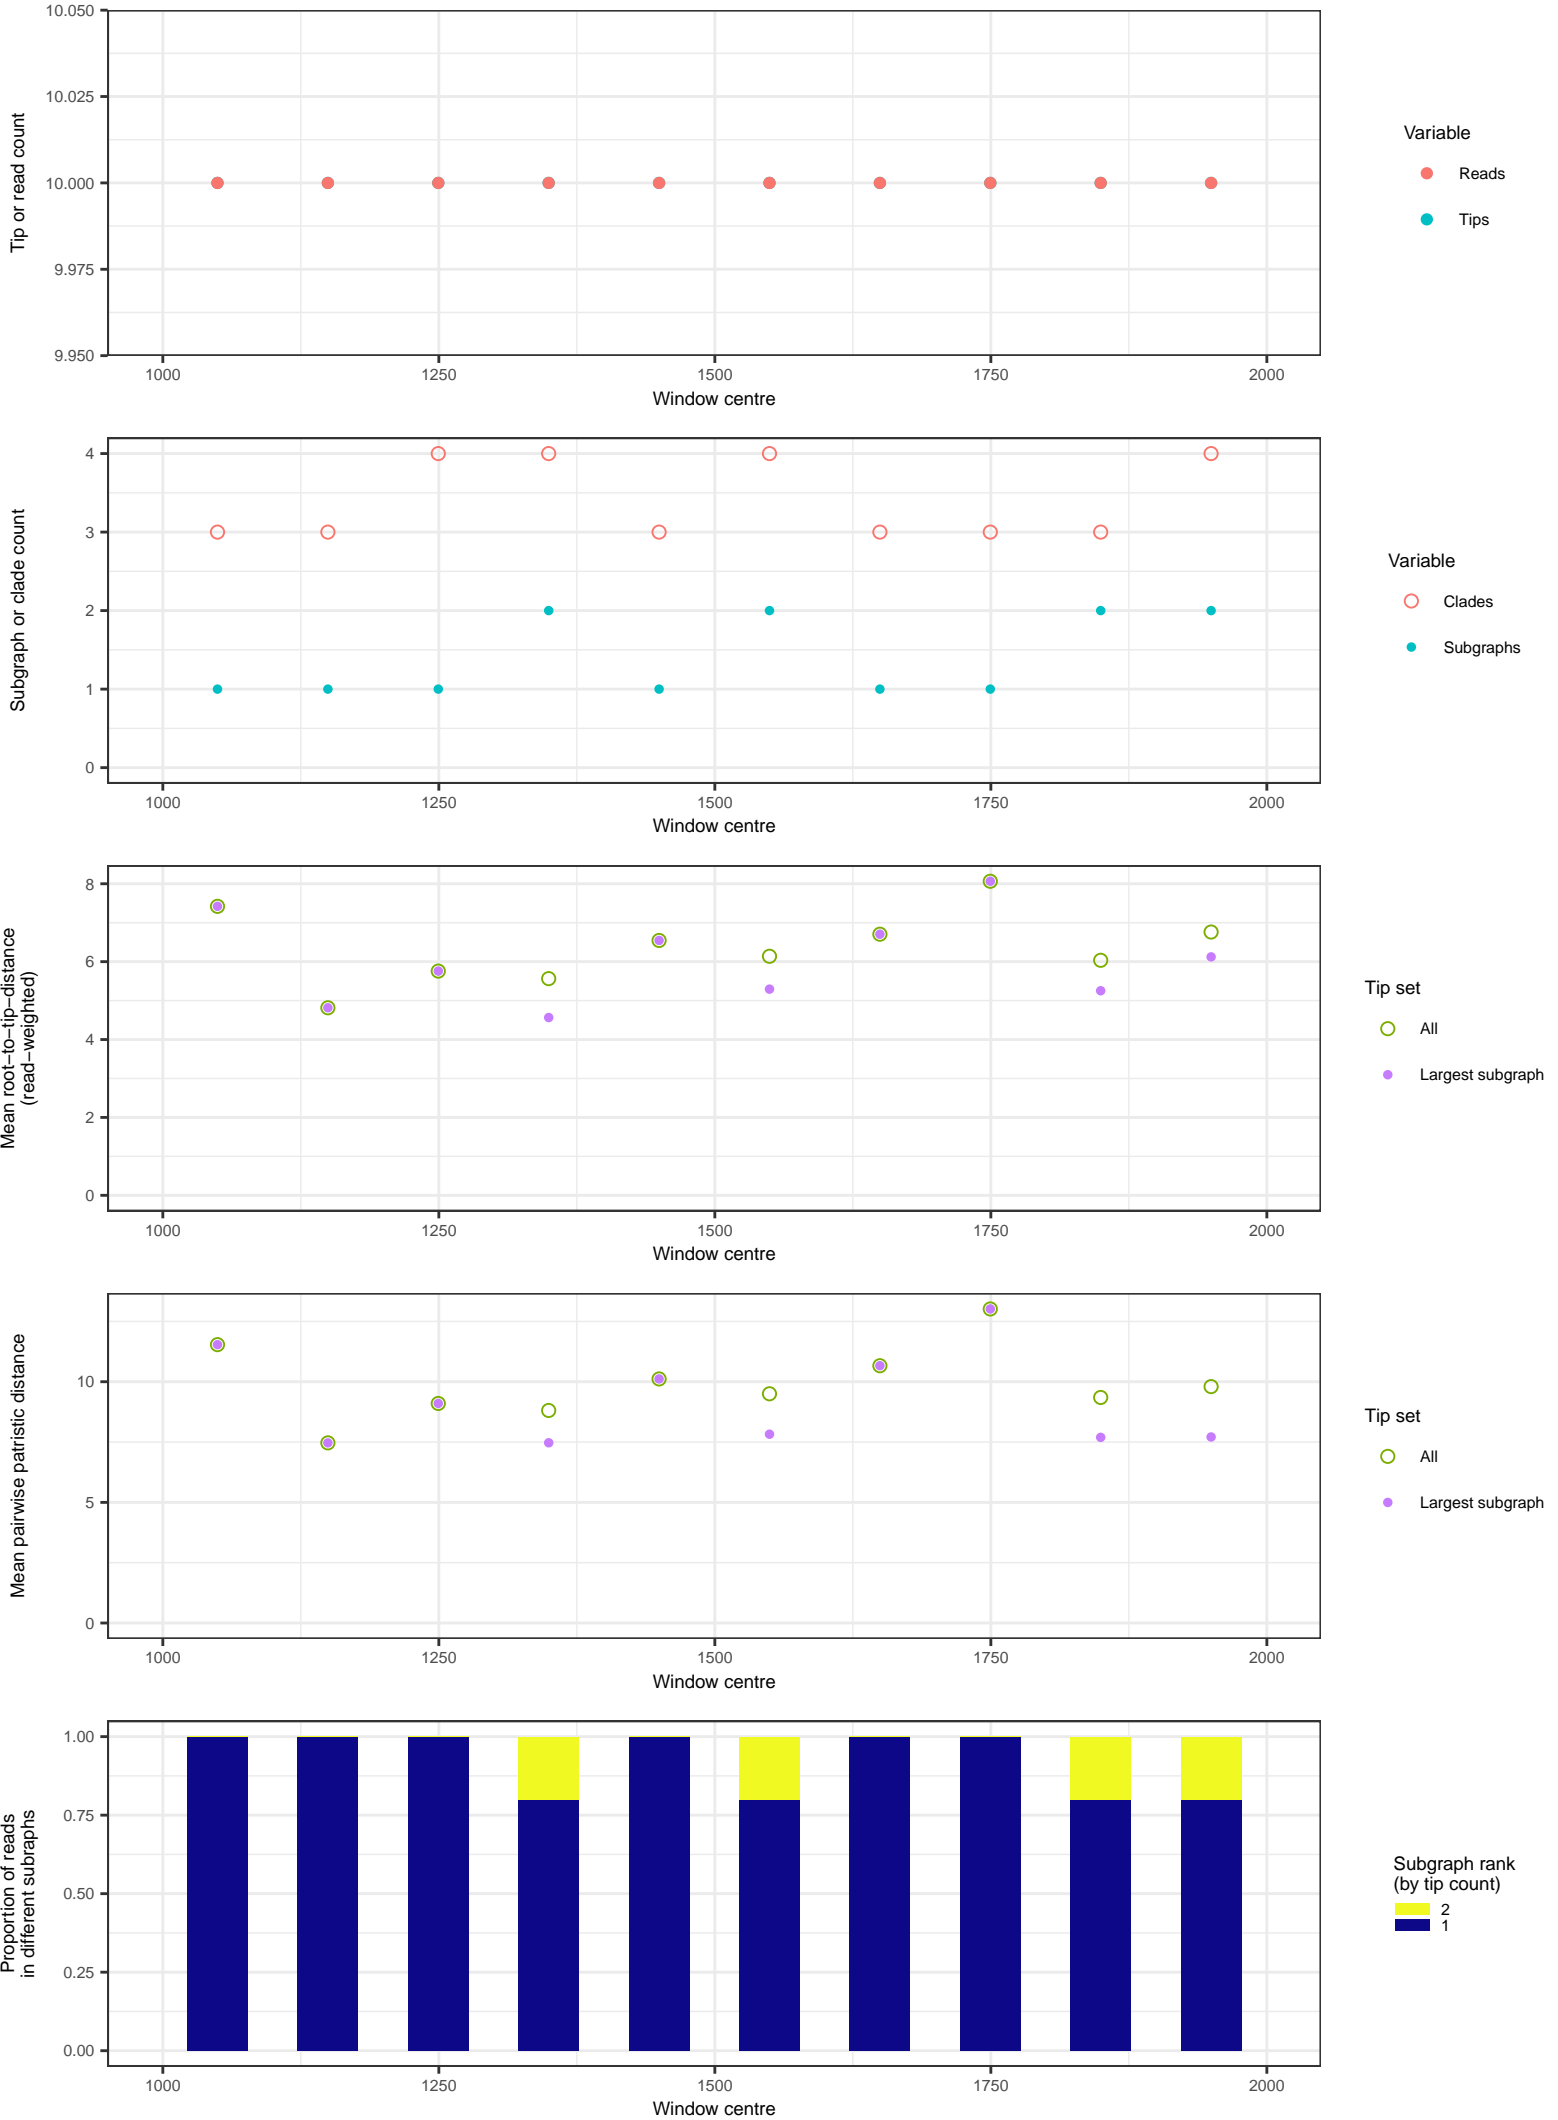 10.050
10.025
10.000
9.975
9.950
Tip or read count
1000 1250 1500 1750 2000
Window centre
Variable
Reads
Tips
4
3
2
1
0
Subgraph or clade count
1000 1250 1500 1750 2000
Window centre
Variable
Clades
Subgraphs
8
6
4
2
0
Mean root−to−tip−distance
(read−weighted)
1000 1250 1500 1750 2000
Window centre
Tip set
All
Largest subgraph
10
5
0
Mean pairwise patristic distance
1000 1250 1500 1750 2000
Window centre
Tip set
All
Largest subgraph
1.00
0.75
0.50
0.25
0.00
Proportion of reads
in different subraphs
1000 1250 1500 1750 2000
Window centre
Subgraph rank
(by tip count)
2
1